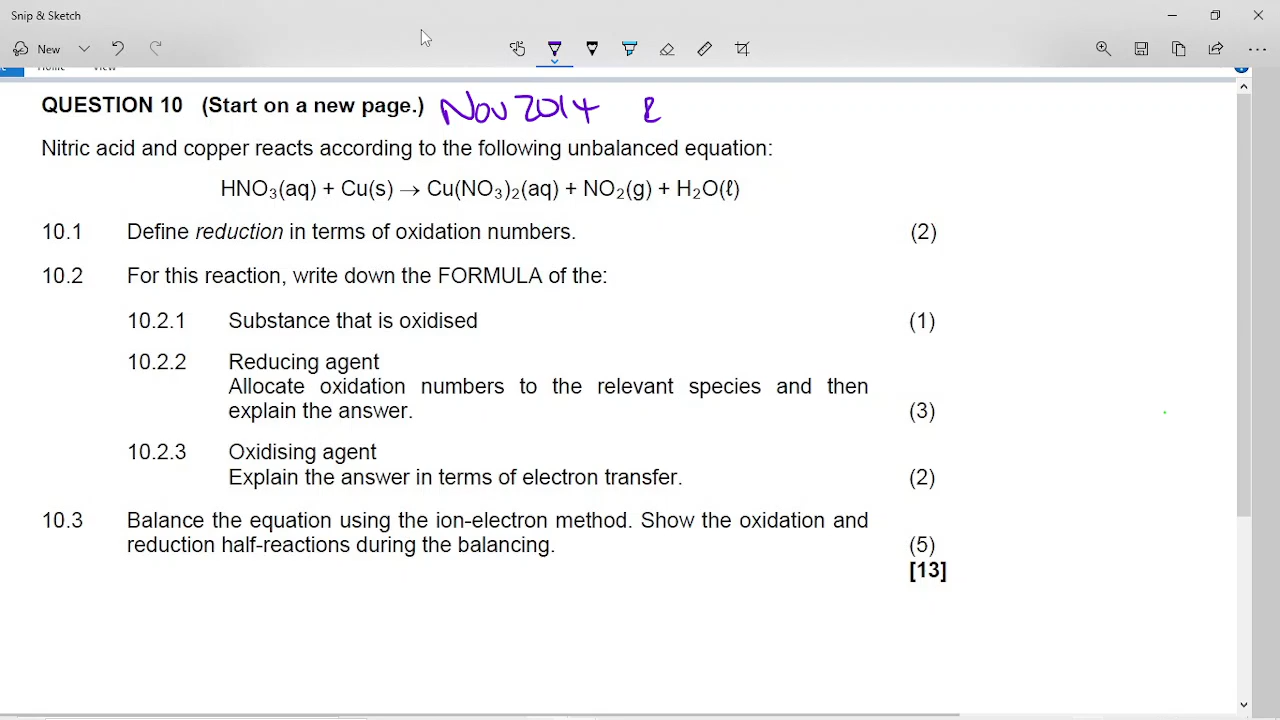 Snip & Sketch
New
QUESTION 10 (Start on a new page.) Nov 2014
Nitric acid and copper reacts according to the following unbalanced equation:
HNO₃(aq) + Cu(s) → Cu(NO₃)₂(aq) + NO₂(g) + H₂O(ℓ)
10.1 Define reduction in terms of oxidation numbers. (2)
10.2 For this reaction, write down the FORMULA of the:
10.2.1 Substance that is oxidised (1)
10.2.2 Reducing agent
Allocate oxidation numbers to the relevant species and then
explain the answer. (3)
10.2.3 Oxidising agent
Explain the answer in terms of electron transfer. (2)
10.3 Balance the equation using the ion-electron method. Show the oxidation and
reduction half-reactions during the balancing. (5)
[13]